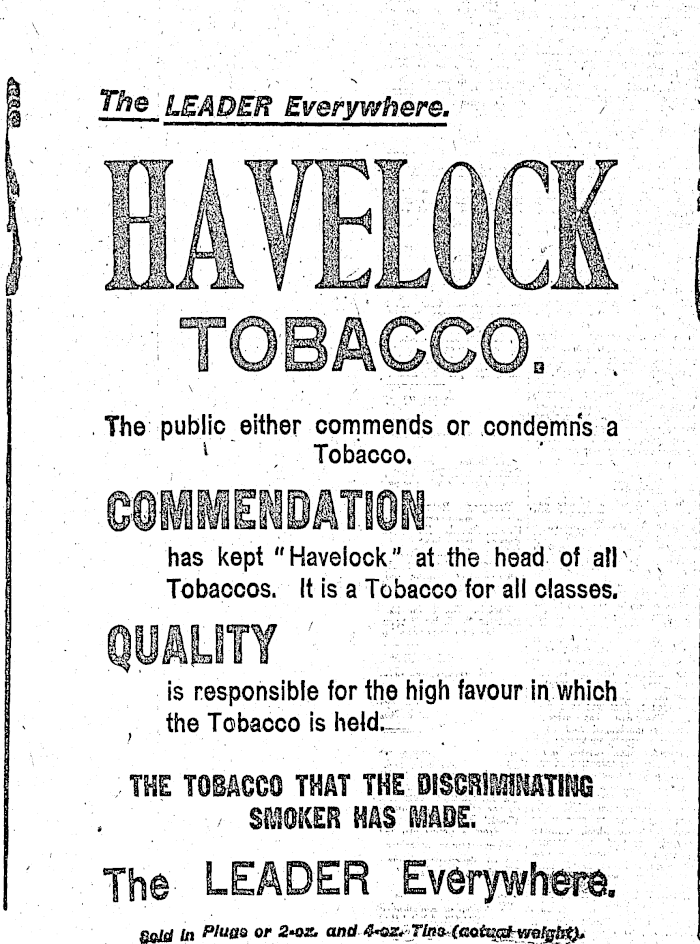 The LEADER Everywhere.
HAVELOCK
TOBACCO.
The public either commends or condemns a
Tobacco.
COMMENDATION
has kept "Havelock" at the head of all
Tobaccos. It is a Tobacco for all classes.
QUALITY
is responsible for the high favour in which
the Tobacco is held.
THE TOBACCO THAT THE DISCRIMINATING
SMOKER HAS MADE.
The LEADER Everywhere.
Sold in Plugs or 2-oz. and 4-oz. Tins (actual weight).